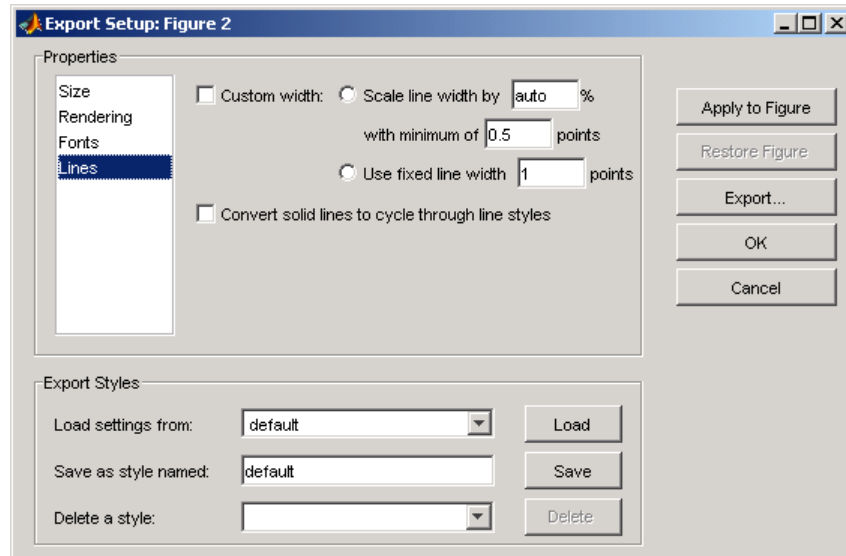 Export Setup: Figure 2
Properties
Size
Rendering
Fonts
Lines
Custom width: Scale line width by auto %
with minimum of 0.5 points
Use fixed line width 1 points
Convert solid lines to cycle through line styles
Apply to Figure
Restore Figure
Export...
OK
Cancel
Export Styles
Load settings from: default Load
Save as style named: default Save
Delete a style: Delete